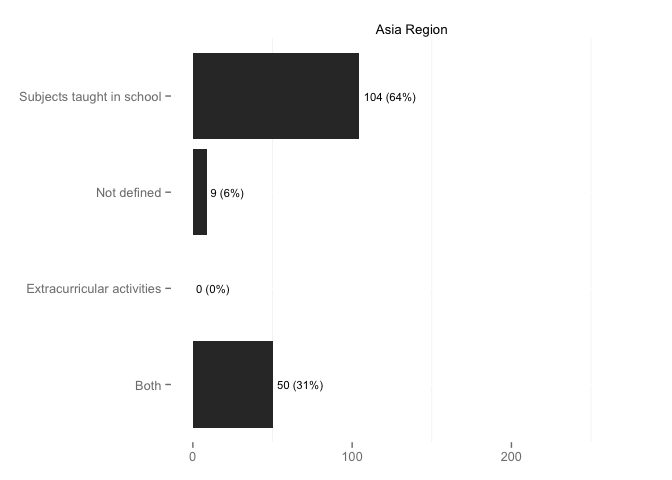 Asia Region
Subjects taught in school
104 (64%)
Not defined
9 (6%)
Extracurricular activities
0 (0%)
Both
50 (31%)
0
100
200